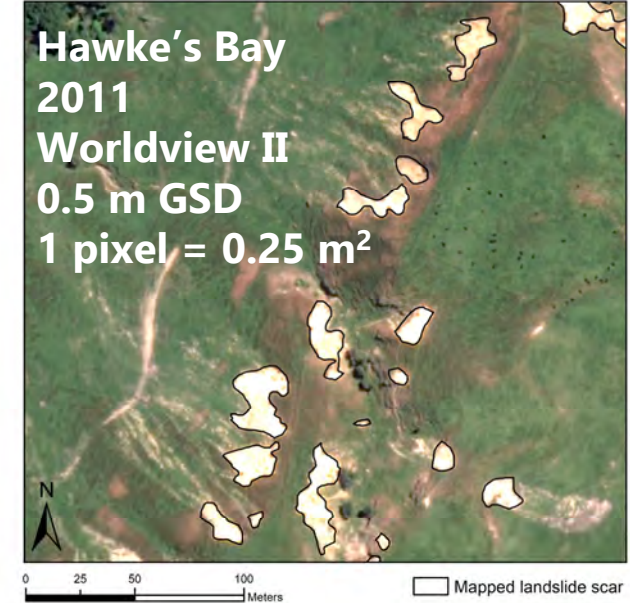 Hawke's Bay
2011
Worldview II
0.5 m GSD
1 pixel = 0.25 m²
N
0 25 50 100
Meters
Mapped landslide scar